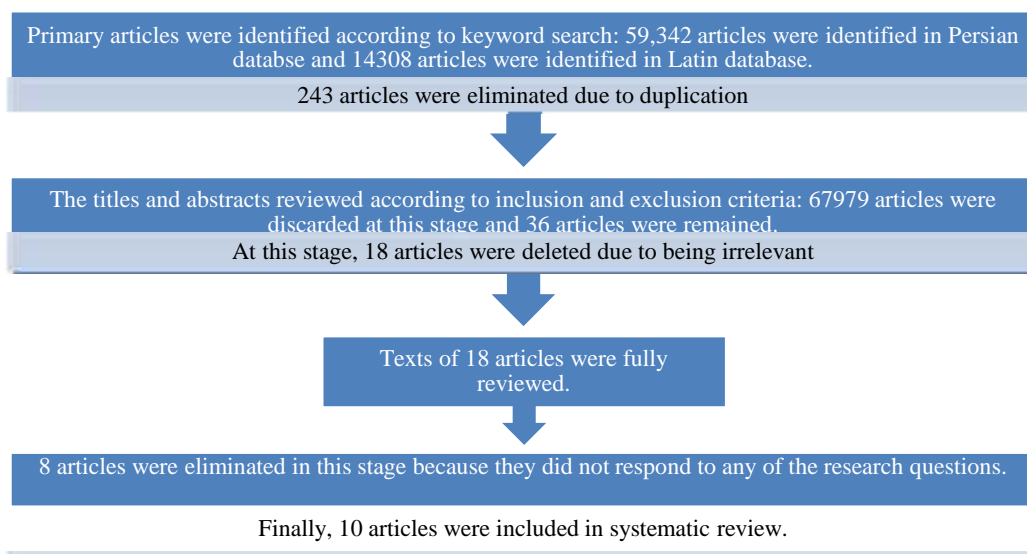 Primary articles were identified according to keyword search: 59,342 articles were identified in Persian
databse and 14308 articles were identified in Latin database.
243 articles were eliminated due to duplication
The titles and abstracts reviewed according to inclusion and exclusion criteria: 67979 articles were
discarded at this stage and 36 articles were remained.
At this stage, 18 articles were deleted due to being irrelevant
Texts of 18 articles were fully
reviewed.
8 articles were eliminated in this stage because they did not respond to any of the research questions.
Finally, 10 articles were included in systematic review.